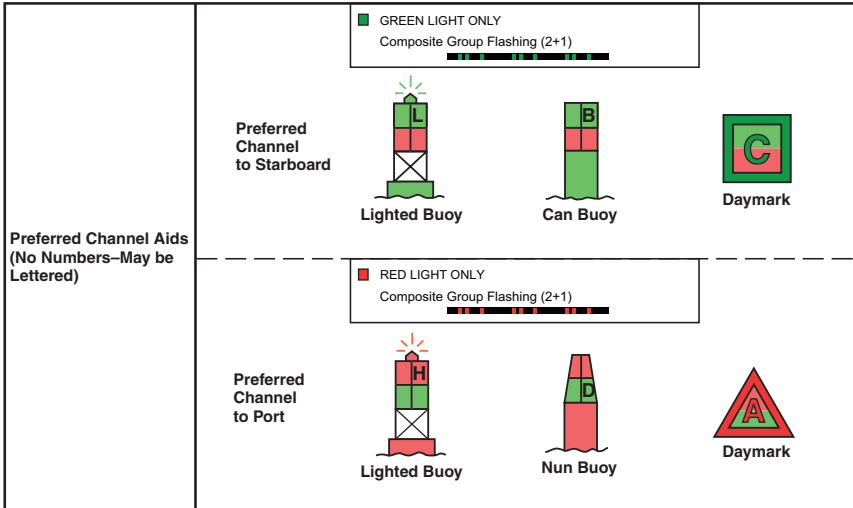 GREEN LIGHT ONLY
Composite Group Flashing (2+1)
Preferred
Channel
to Starboard
L
B
C
Lighted Buoy
Can Buoy
Daymark
Preferred Channel Aids
(No Numbers–May be
Lettered)
RED LIGHT ONLY
Composite Group Flashing (2+1)
Preferred
Channel
to Port
H
D
A
Lighted Buoy
Nun Buoy
Daymark